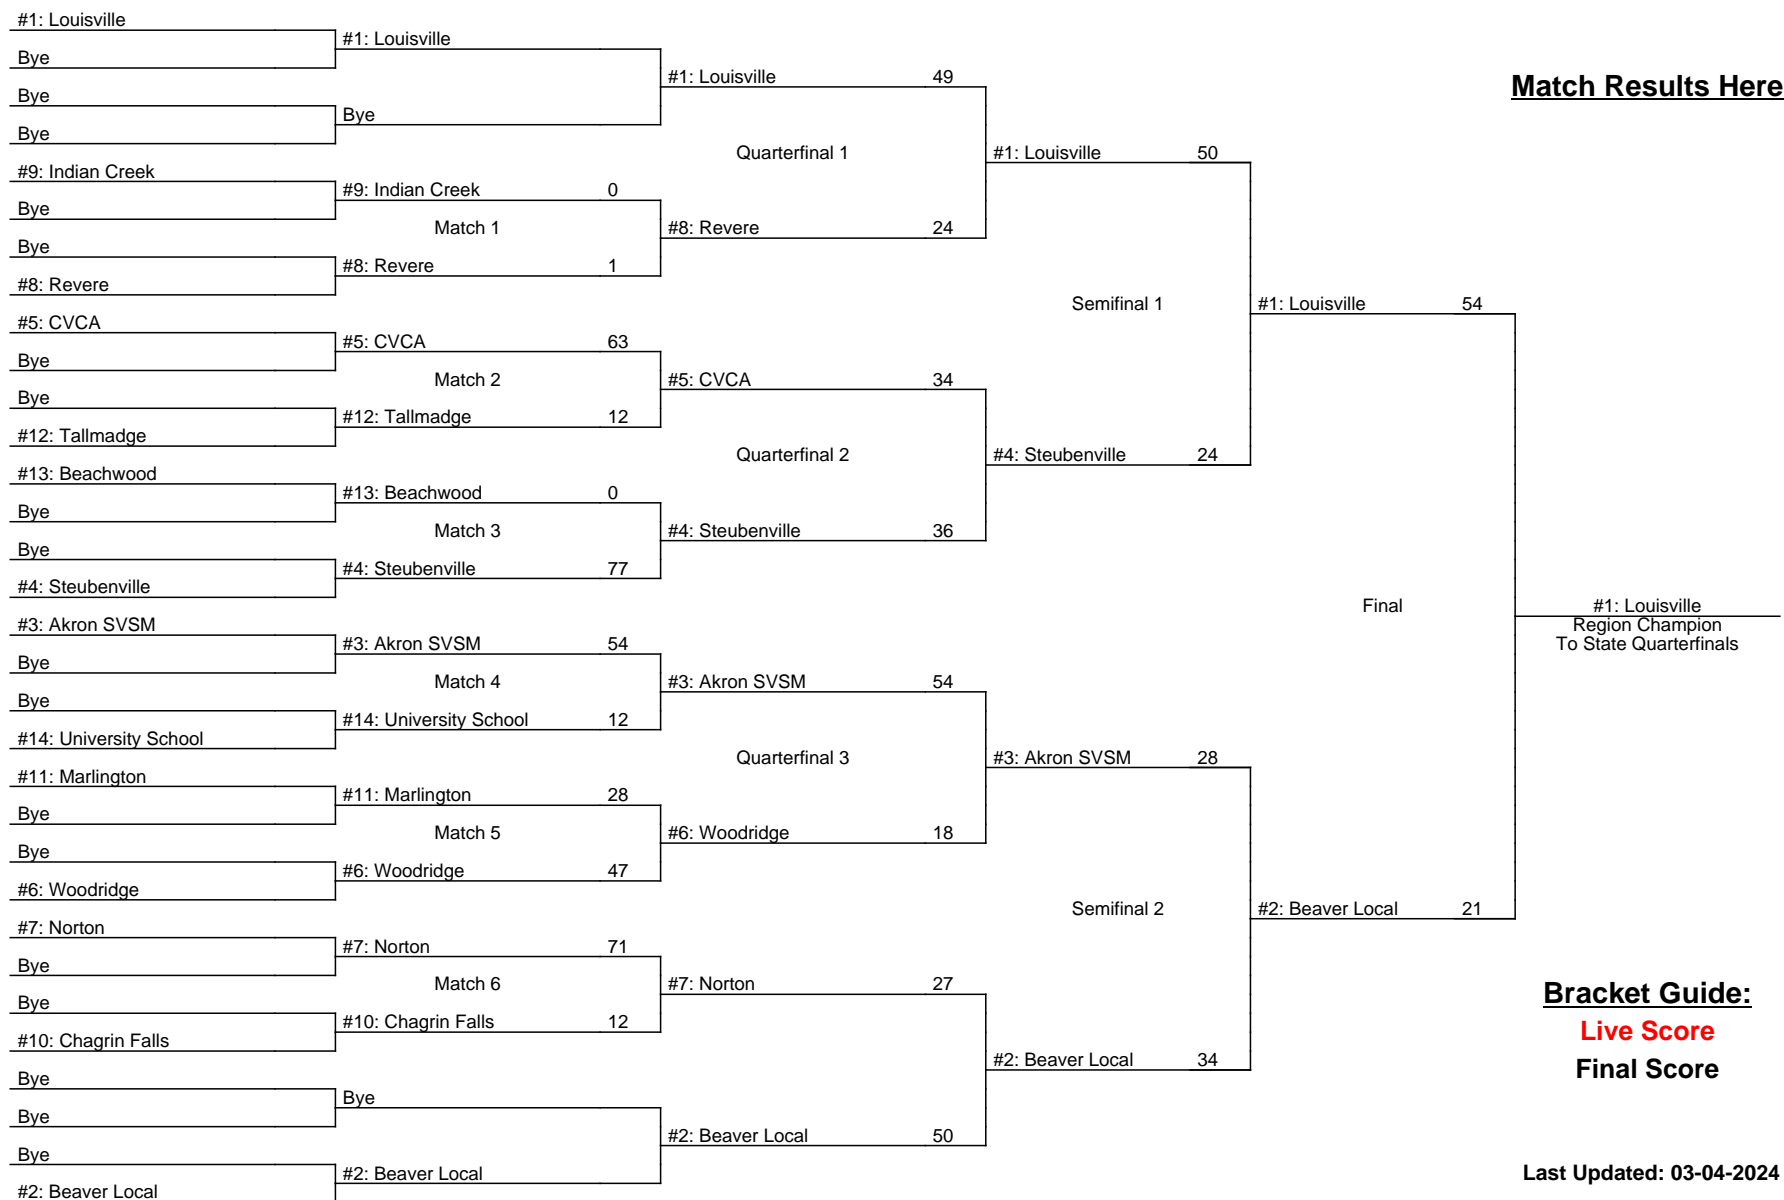 #1: Louisville
Bye
Bye
Bye
#9: Indian Creek
Bye
Bye
#8: Revere
#5: CVCA
Bye
Bye
#12: Tallmadge
#13: Beachwood
Bye
Bye
#4: Steubenville
#3: Akron SVSM
Bye
Bye
#14: University School
#11: Marlington
Bye
Bye
#6: Woodridge
#7: Norton
Bye
Bye
#10: Chagrin Falls
Bye
Bye
Bye
#2: Beaver Local
#1: Louisville
Bye
#9: Indian Creek 0
Match 1
#8: Revere 1
#5: CVCA 63
Match 2
#12: Tallmadge 12
#13: Beachwood 0
Match 3
#4: Steubenville 77
#3: Akron SVSM 54
Match 4
#14: University School 12
#11: Marlington 28
Match 5
#6: Woodridge 47
#7: Norton 71
Match 6
#10: Chagrin Falls 12
Bye
#2: Beaver Local
#1: Louisville 49
Quarterfinal 1
#8: Revere 24
#5: CVCA 34
Quarterfinal 2
#4: Steubenville 36
#3: Akron SVSM 54
Quarterfinal 3
#6: Woodridge 18
#7: Norton 27
#2: Beaver Local 50
#1: Louisville 50
Semifinal 1
#4: Steubenville 24
#3: Akron SVSM 28
Semifinal 2
#2: Beaver Local 34
#1: Louisville 54
Final
#2: Beaver Local 21
#1: Louisville
Region Champion
To State Quarterfinals
Match Results Here
Bracket Guide:
Live Score
Final Score
Last Updated: 03-04-2024